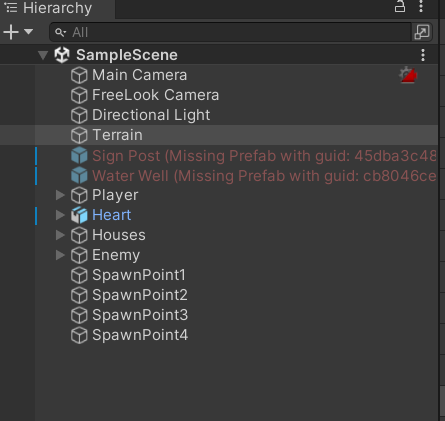 Hierarchy
All
SampleScene
Main Camera
FreeLook Camera
Directional Light
Terrain
Sign Post (Missing Prefab with guid: 45dba3c48
Water Well (Missing Prefab with guid: cb8046ce
Player
Heart
Houses
Enemy
SpawnPoint1
SpawnPoint2
SpawnPoint3
SpawnPoint4